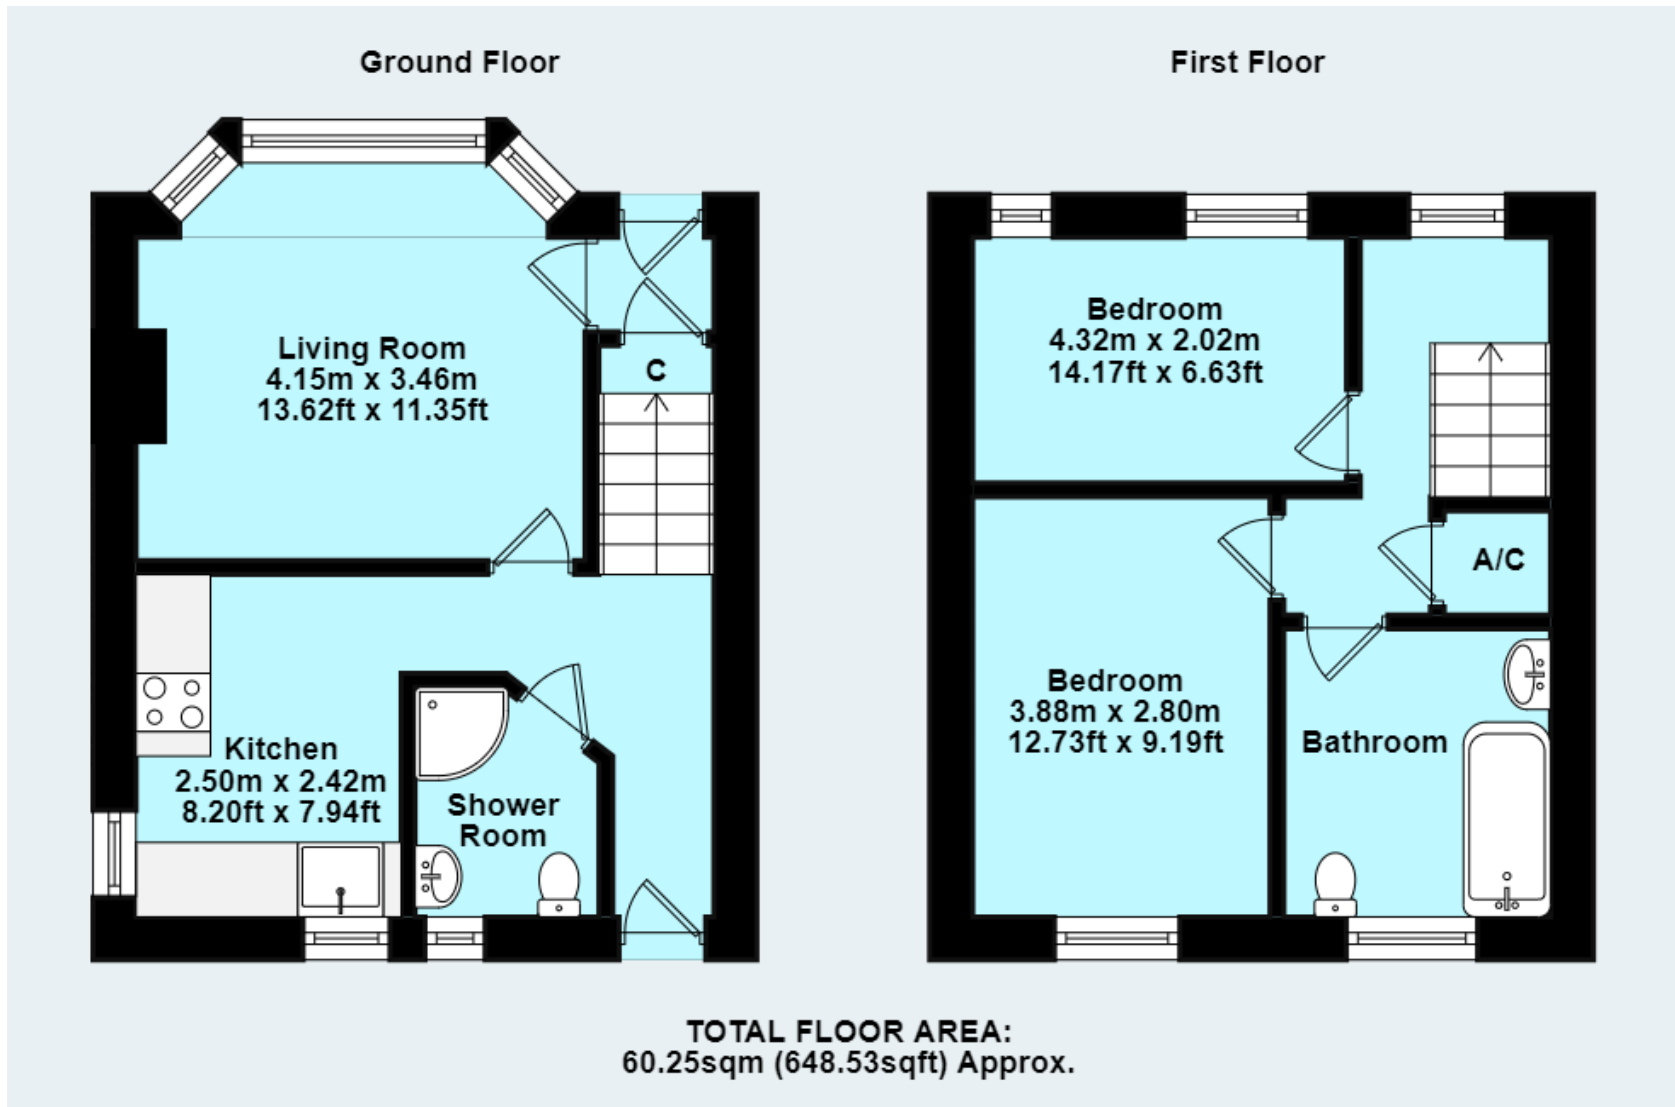 Ground Floor
First Floor
Living Room
4.15m x 3.46m
13.62ft x 11.35ft
C
Kitchen
2.50m x 2.42m
8.20ft x 7.94ft
Shower
Room
Bedroom
4.32m x 2.02m
14.17ft x 6.63ft
A/C
Bedroom
3.88m x 2.80m
12.73ft x 9.19ft
Bathroom
TOTAL FLOOR AREA:
60.25sqm (648.53sqft) Approx.